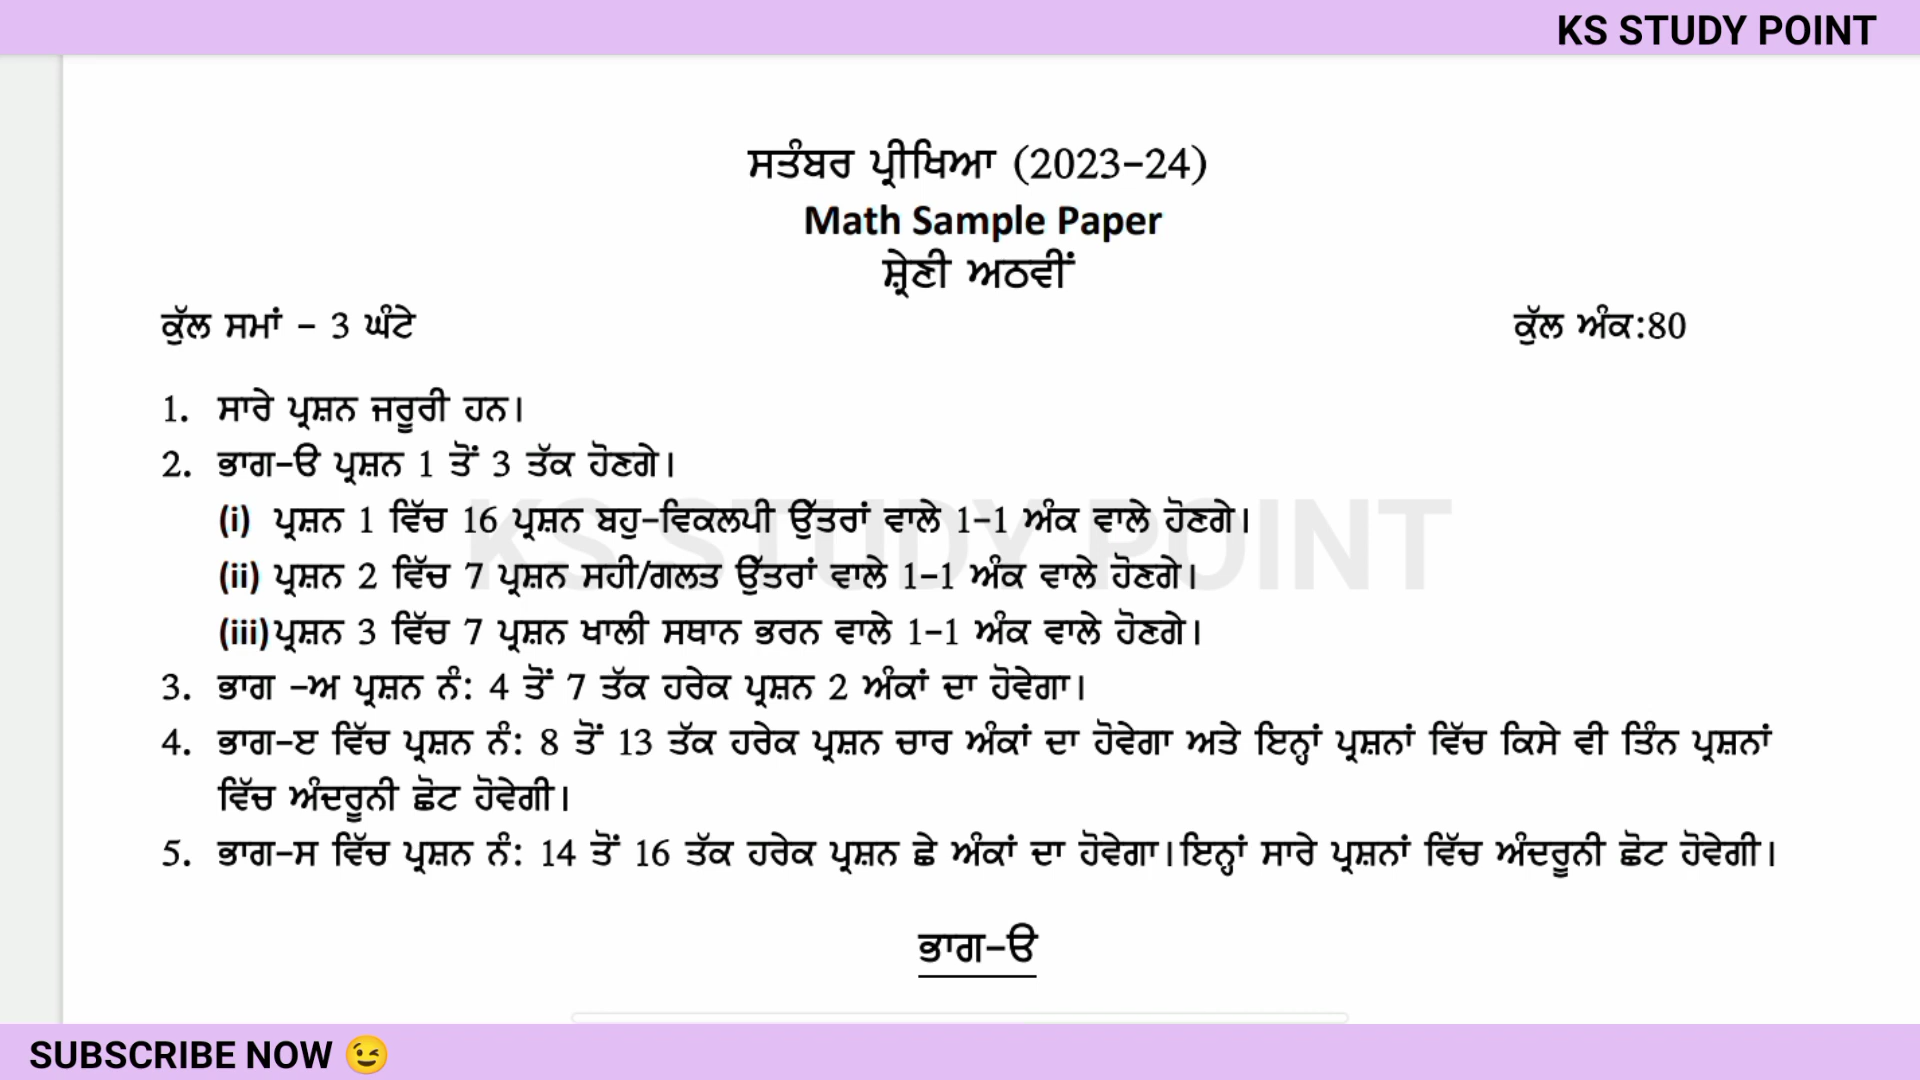 KS STUDY POINT
ਸਤੰਬਰ ਪ੍ਰੀਖਿਆ (2023-24)
Math Sample Paper
ਸ਼੍ਰੇਣੀ ਅਠਵੀਂ
ਕੁੱਲ ਸਮਾਂ - 3 ਘੰਟੇ ਕੁੱਲ ਅੰਕ:80
1. ਸਾਰੇ ਪ੍ਰਸ਼ਨ ਜਰੂਰੀ ਹਨ।
2. ਭਾਗ-ੳ ਪ੍ਰਸ਼ਨ 1 ਤੋਂ 3 ਤੱਕ ਹੋਣਗੇ।
(i) ਪ੍ਰਸ਼ਨ 1 ਵਿੱਚ 16 ਪ੍ਰਸ਼ਨ ਬਹੁ-ਵਿਕਲਪੀ ਉੱਤਰਾਂ ਵਾਲੇ 1-1 ਅੰਕ ਵਾਲੇ ਹੋਣਗੇ।
(ii) ਪ੍ਰਸ਼ਨ 2 ਵਿੱਚ 7 ਪ੍ਰਸ਼ਨ ਸਹੀ/ਗਲਤ ਉੱਤਰਾਂ ਵਾਲੇ 1-1 ਅੰਕ ਵਾਲੇ ਹੋਣਗੇ।
(iii) ਪ੍ਰਸ਼ਨ 3 ਵਿੱਚ 7 ਪ੍ਰਸ਼ਨ ਖਾਲੀ ਸਥਾਨ ਭਰਨ ਵਾਲੇ 1-1 ਅੰਕ ਵਾਲੇ ਹੋਣਗੇ।
KS STUDY POINT
3. ਭਾਗ -ਅ ਪ੍ਰਸ਼ਨ ਨੰ: 4 ਤੋਂ 7 ਤੱਕ ਹਰੇਕ ਪ੍ਰਸ਼ਨ 2 ਅੰਕਾਂ ਦਾ ਹੋਵੇਗਾ।
4. ਭਾਗ-ੲ ਵਿੱਚ ਪ੍ਰਸ਼ਨ ਨੰ: 8 ਤੋਂ 13 ਤੱਕ ਹਰੇਕ ਪ੍ਰਸ਼ਨ ਚਾਰ ਅੰਕਾਂ ਦਾ ਹੋਵੇਗਾ ਅਤੇ ਇਨ੍ਹਾਂ ਪ੍ਰਸ਼ਨਾਂ ਵਿੱਚ ਕਿਸੇ ਵੀ ਤਿੰਨ ਪ੍ਰਸ਼ਨਾਂ
ਵਿੱਚ ਅੰਦਰੂਨੀ ਛੋਟ ਹੋਵੇਗੀ।
5. ਭਾਗ-ਸ ਵਿੱਚ ਪ੍ਰਸ਼ਨ ਨੰ: 14 ਤੋਂ 16 ਤੱਕ ਹਰੇਕ ਪ੍ਰਸ਼ਨ ਛੇ ਅੰਕਾਂ ਦਾ ਹੋਵੇਗਾ।ਇਨ੍ਹਾਂ ਸਾਰੇ ਪ੍ਰਸ਼ਨਾਂ ਵਿੱਚ ਅੰਦਰੂਨੀ ਛੋਟ ਹੋਵੇਗੀ।
ਭਾਗ-ੳ
SUBSCRIBE NOW 😉